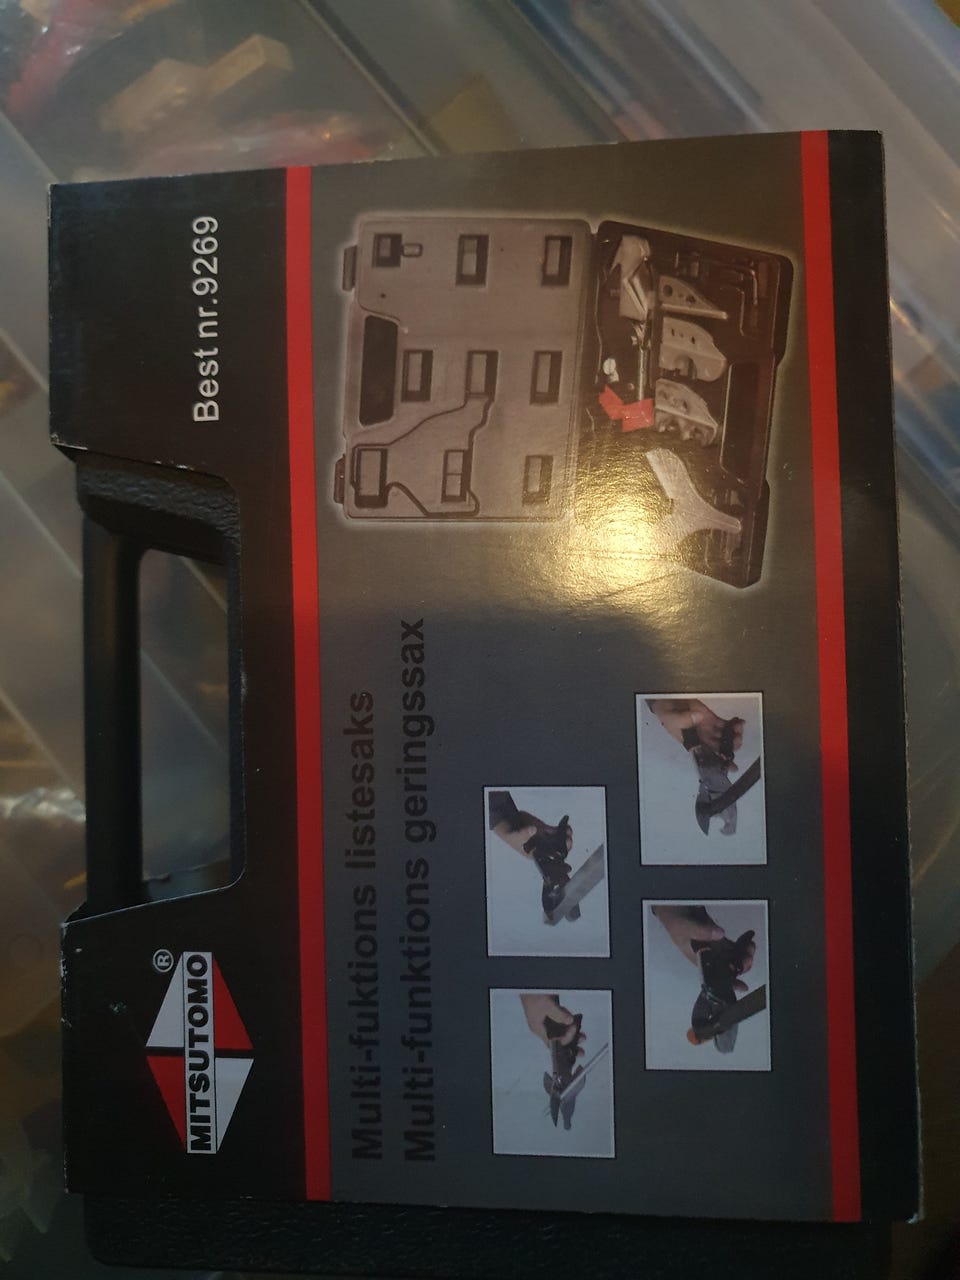 MITSUTOMO®
Best nr.9269
Multi-fuktions listesaks
Multi-funktions geringssax